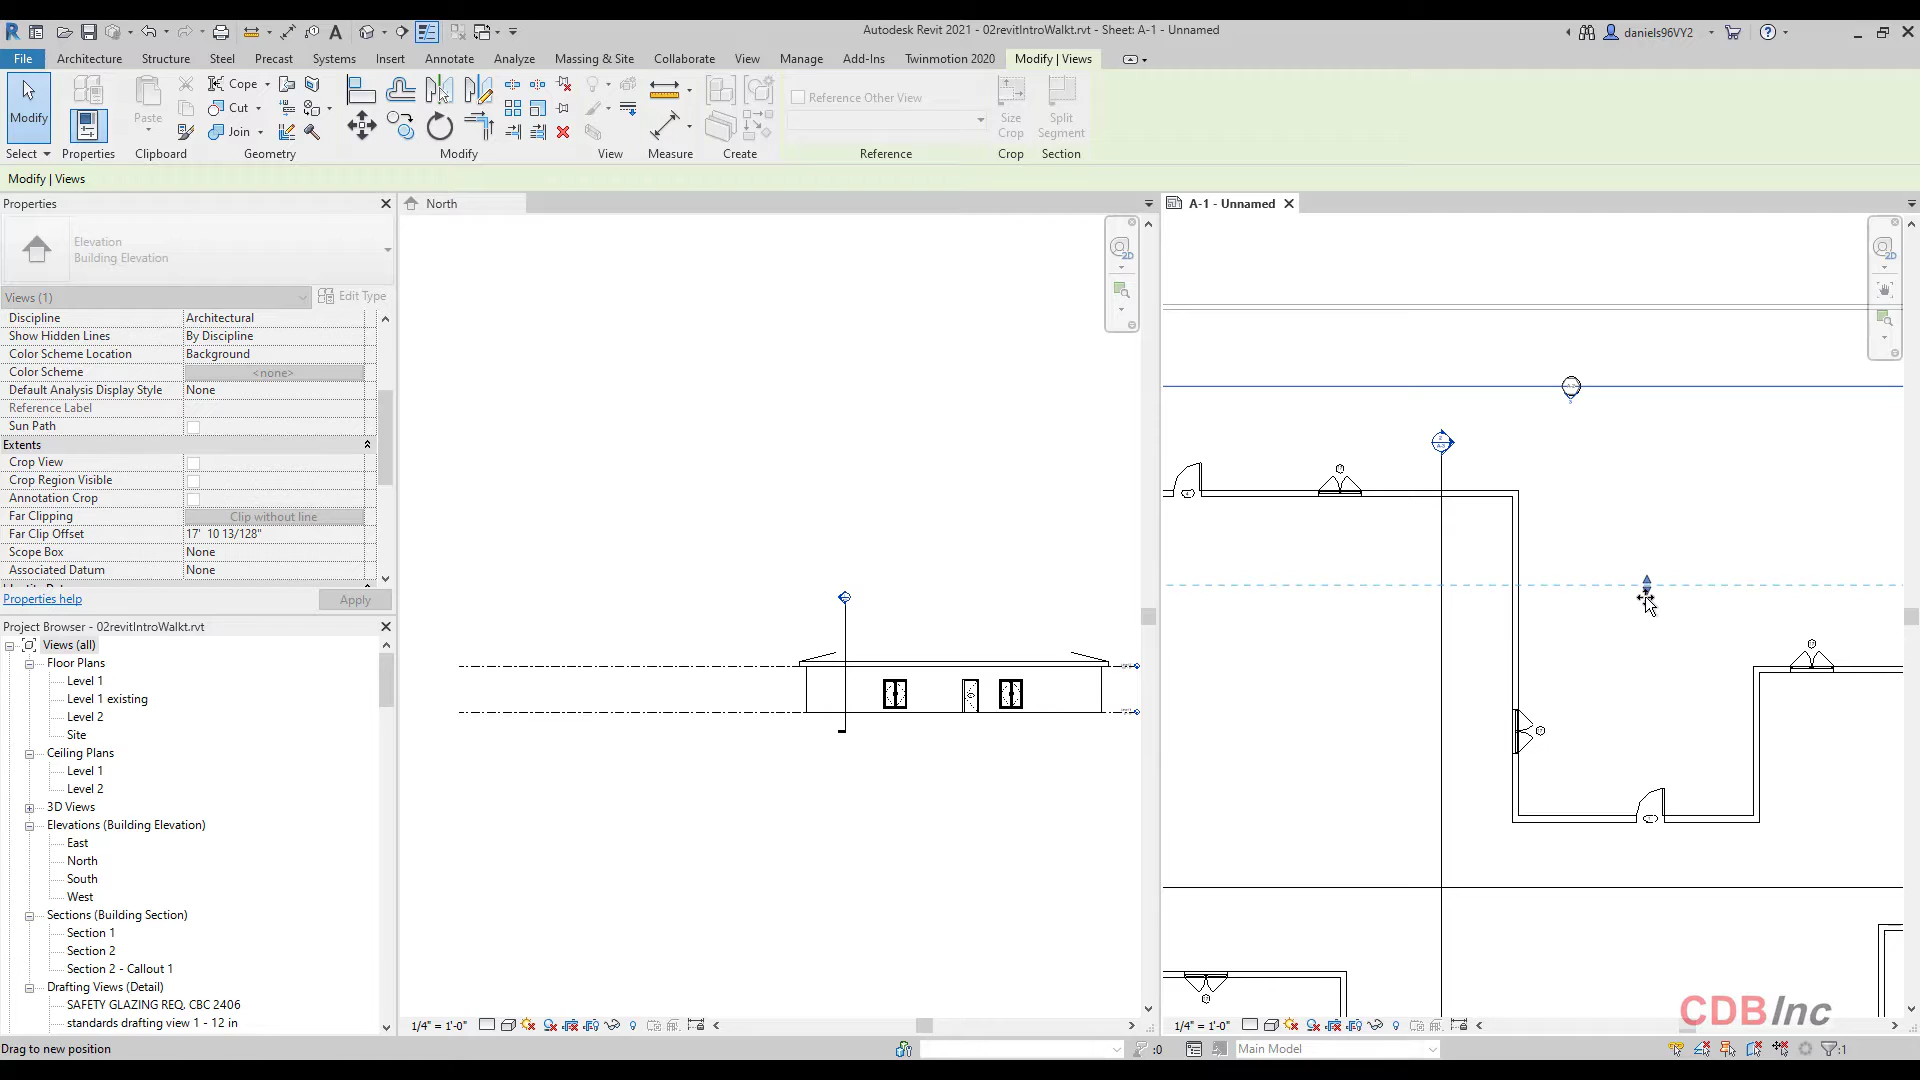 Autodesk Revit 2021 - 02revitIntroWalkt.rvt - Sheet: A-1 - Unnamed
daniels96VY2
File Architecture Structure Steel Precast Systems Insert Annotate Analyze Massing & Site Collaborate View Manage Add-Ins Twinmotion 2020 Modify | Views
Modify
Paste
Cope
Cut
Join
Reference Other View
Size Crop
Split Segment
Select Properties Clipboard Geometry Modify View Measure Create Reference Crop Section
Modify | Views
Properties
Elevation
Building Elevation
Views (1)
Edit Type
Discipline Architectural
Show Hidden Lines By Discipline
Color Scheme Location Background
Color Scheme <none>
Default Analysis Display Style None
Reference Label
Sun Path
Extents
Crop View
Crop Region Visible
Annotation Crop
Far Clipping Clip without line
Far Clip Offset 17' 10 13/128"
Scope Box None
Associated Datum None
Properties help
Apply
Project Browser - 02revitIntroWalkt.rvt
Views (all)
Floor Plans
Level 1
Level 1 existing
Level 2
Site
Ceiling Plans
Level 1
Level 2
3D Views
Elevations (Building Elevation)
East
North
South
West
Sections (Building Section)
Section 1
Section 2
Section 2 - Callout 1
Drafting Views (Detail)
SAFETY GLAZING REQ. CBC 2406
standards drafting view 1 - 12 in
Drag to new position
North
2D
1/4" = 1'-0"
A-1 - Unnamed
2D
CDBInc
1/4" = 1'-0"
:0
Main Model
:1